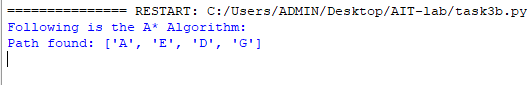 =============== RESTART: C:/Users/ADMIN/Desktop/AIT-lab/task3b.py
Following is the A* Algorithm:
Path found: ['A', 'E', 'D', 'G']